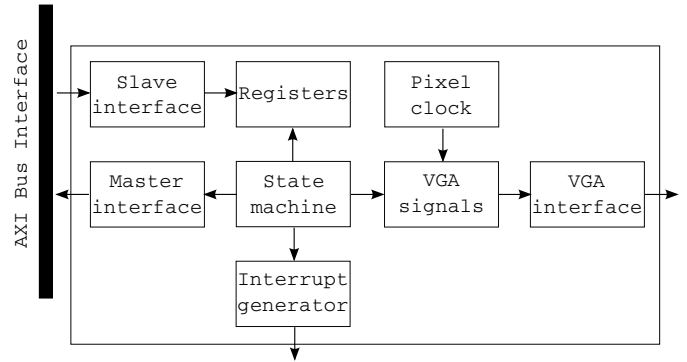 AXI Bus Interface
Slave
interface
Registers
Pixel
clock
Master
interface
State
machine
VGA
signals
VGA
interface
Interrupt
generator